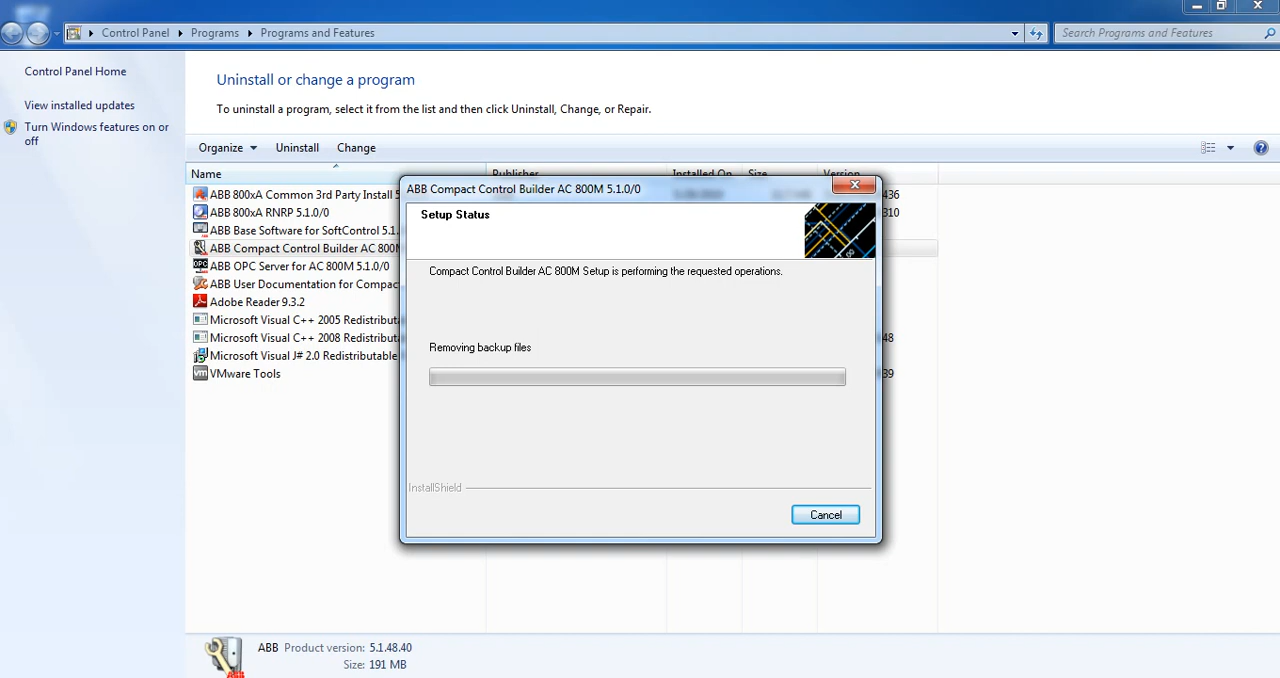 Control Panel Programs Programs and Features Search Programs and Features
Control Panel Home
View installed updates
Turn Windows features on or off
Uninstall or change a program
To uninstall a program, select it from the list and then click Uninstall, Change, or Repair.
Organize Uninstall Change
Name Publisher Installed On Size Version
ABB 800xA Common 3rd Party Install 5 436
ABB 800xA RNRP 5.1.0/0 310
ABB Base Software for SoftControl 5.1.
ABB Compact Control Builder AC 800M
ABB OPC Server for AC 800M 5.1.0/0
ABB User Documentation for Compac
Adobe Reader 9.3.2
Microsoft Visual C++ 2005 Redistributa
Microsoft Visual C++ 2008 Redistributa 48
Microsoft Visual J# 2.0 Redistributable
VMware Tools 39
ABB Compact Control Builder AC 800M 5.1.0/0
Setup Status
Compact Control Builder AC 800M Setup is performing the requested operations.
Removing backup files
InstallShield
Cancel
ABB Product version: 5.1.48.40
Size: 191 MB